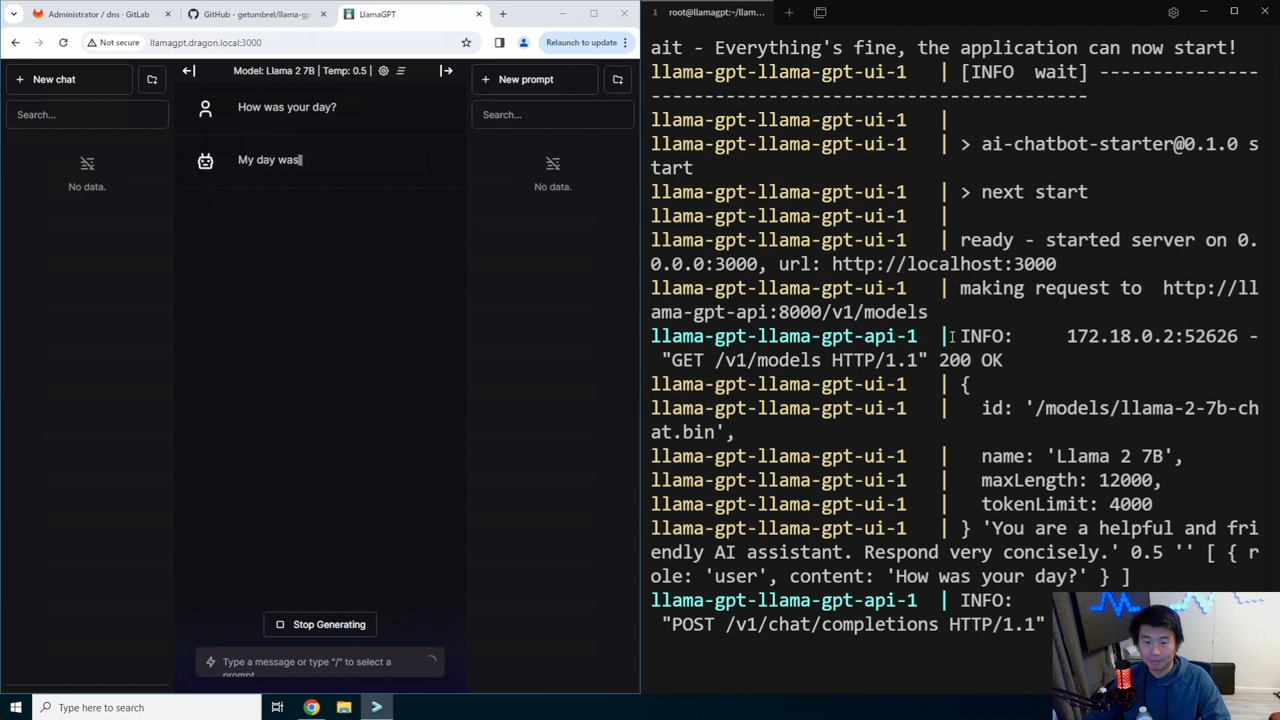 Administrator / dns · GitLab
GitHub - getumbrel/llama-gp
LlamaGPT
Not secure
llamagpt.dragon.local:3000
Relaunch to update
New chat
Search...
No data.
Model: Llama 2 7B | Temp: 0.5 |
How was your day?
My day was
Stop Generating
Type a message or type "/" to select a
prompt
New prompt
Search...
No data.
Type here to search
1 root@llamagpt:~/llam...
ait - Everything's fine, the application can now start!
llama-gpt-llama-gpt-ui-1 | [INFO  wait] ---------------
-----------------------------------------
llama-gpt-llama-gpt-ui-1 |
llama-gpt-llama-gpt-ui-1 | > ai-chatbot-starter@0.1.0 s
tart
llama-gpt-llama-gpt-ui-1 | > next start
llama-gpt-llama-gpt-ui-1 |
llama-gpt-llama-gpt-ui-1 | ready - started server on 0.
0.0.0:3000, url: http://localhost:3000
llama-gpt-llama-gpt-ui-1 | making request to  http://ll
ama-gpt-api:8000/v1/models
llama-gpt-llama-gpt-api-1 | INFO:     172.18.0.2:52626 -
"GET /v1/models HTTP/1.1" 200 OK
llama-gpt-llama-gpt-ui-1 | {
llama-gpt-llama-gpt-ui-1 |   id: '/models/llama-2-7b-ch
at.bin',
llama-gpt-llama-gpt-ui-1 |   name: 'Llama 2 7B',
llama-gpt-llama-gpt-ui-1 |   maxLength: 12000,
llama-gpt-llama-gpt-ui-1 |   tokenLimit: 4000
llama-gpt-llama-gpt-ui-1 | } 'You are a helpful and fri
endly AI assistant. Respond very concisely.' 0.5 '' [ { r
ole: 'user', content: 'How was your day?' } ]
llama-gpt-llama-gpt-api-1 | INFO:
"POST /v1/chat/completions HTTP/1.1"